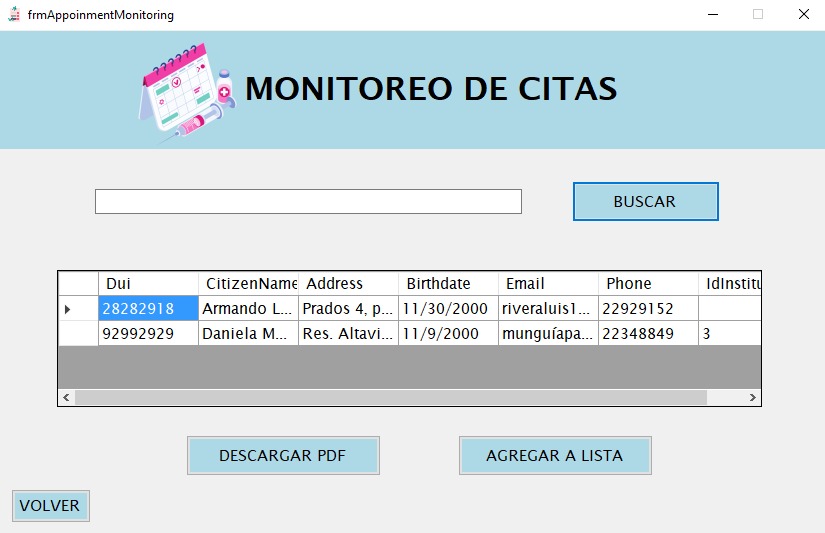 frmAppoinmentMonitoring
MONITOREO DE CITAS
BUSCAR
Dui CitizenName Address Birthdate Email Phone IdInstitu
28282918 Armando L... Prados 4, p... 11/30/2000 riveraluis1... 22929152
92992929 Daniela M... Res. Altavi... 11/9/2000 munguíapa... 22348849 3
DESCARGAR PDF AGREGAR A LISTA
VOLVER